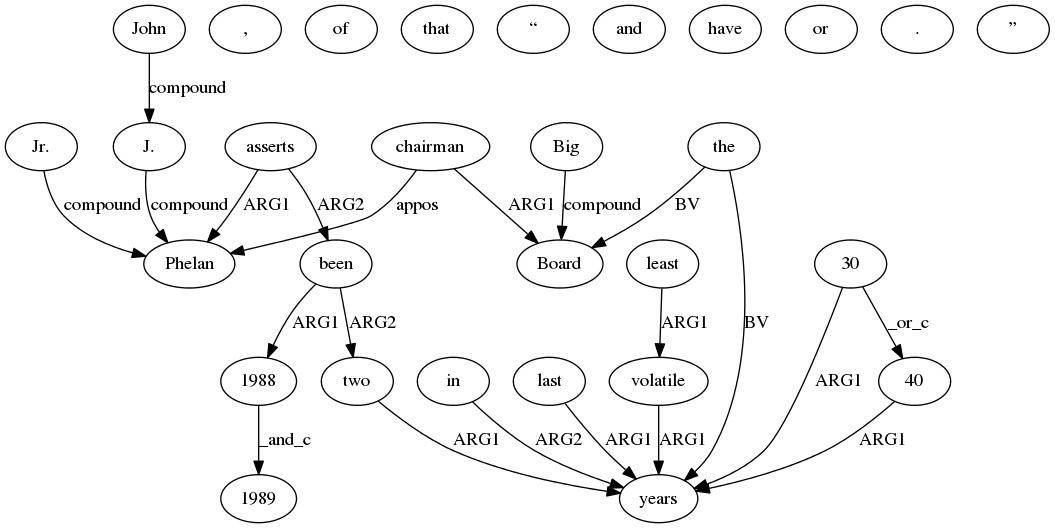 John , of that “ and have or . ”
compound
Jr. J. asserts chairman Big the
compound compound ARG1 ARG2 appos ARG1 compound BV
Phelan been Board least 30
ARG1 ARG2 ARG1 BV _or_c
1988 two in last volatile 40
_and_c ARG1 ARG2 ARG1 ARG1 ARG1 ARG1
1989 years